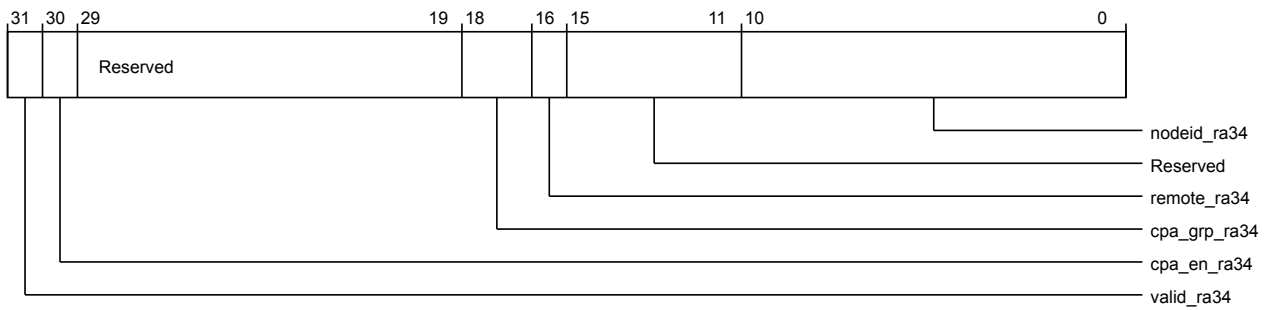 31 30 29 19 18 16 15 11 10 0
Reserved
nodeid_ra34
Reserved
remote_ra34
cpa_grp_ra34
cpa_en_ra34
valid_ra34